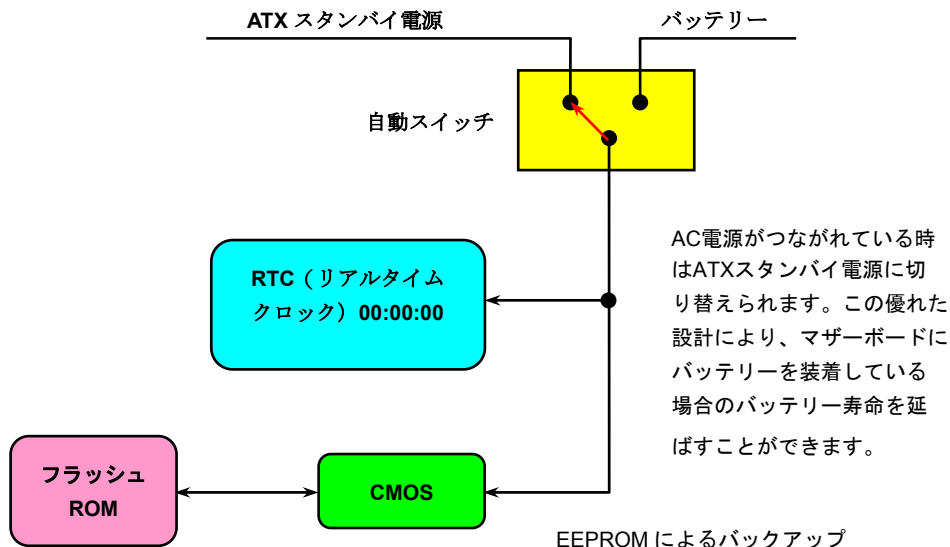 ATX スタンバイ電源
バッテリー
自動スイッチ
RTC（リアルタイム
クロック）00:00:00
AC電源がつながれている時
はATXスタンバイ電源に切
り替えられます。この優れた
設計により、マザーボードに
バッテリーを装着している
場合のバッテリー寿命を延
ばすことができます。
フラッシュ
ROM
CMOS
EEPROM によるバックアップ